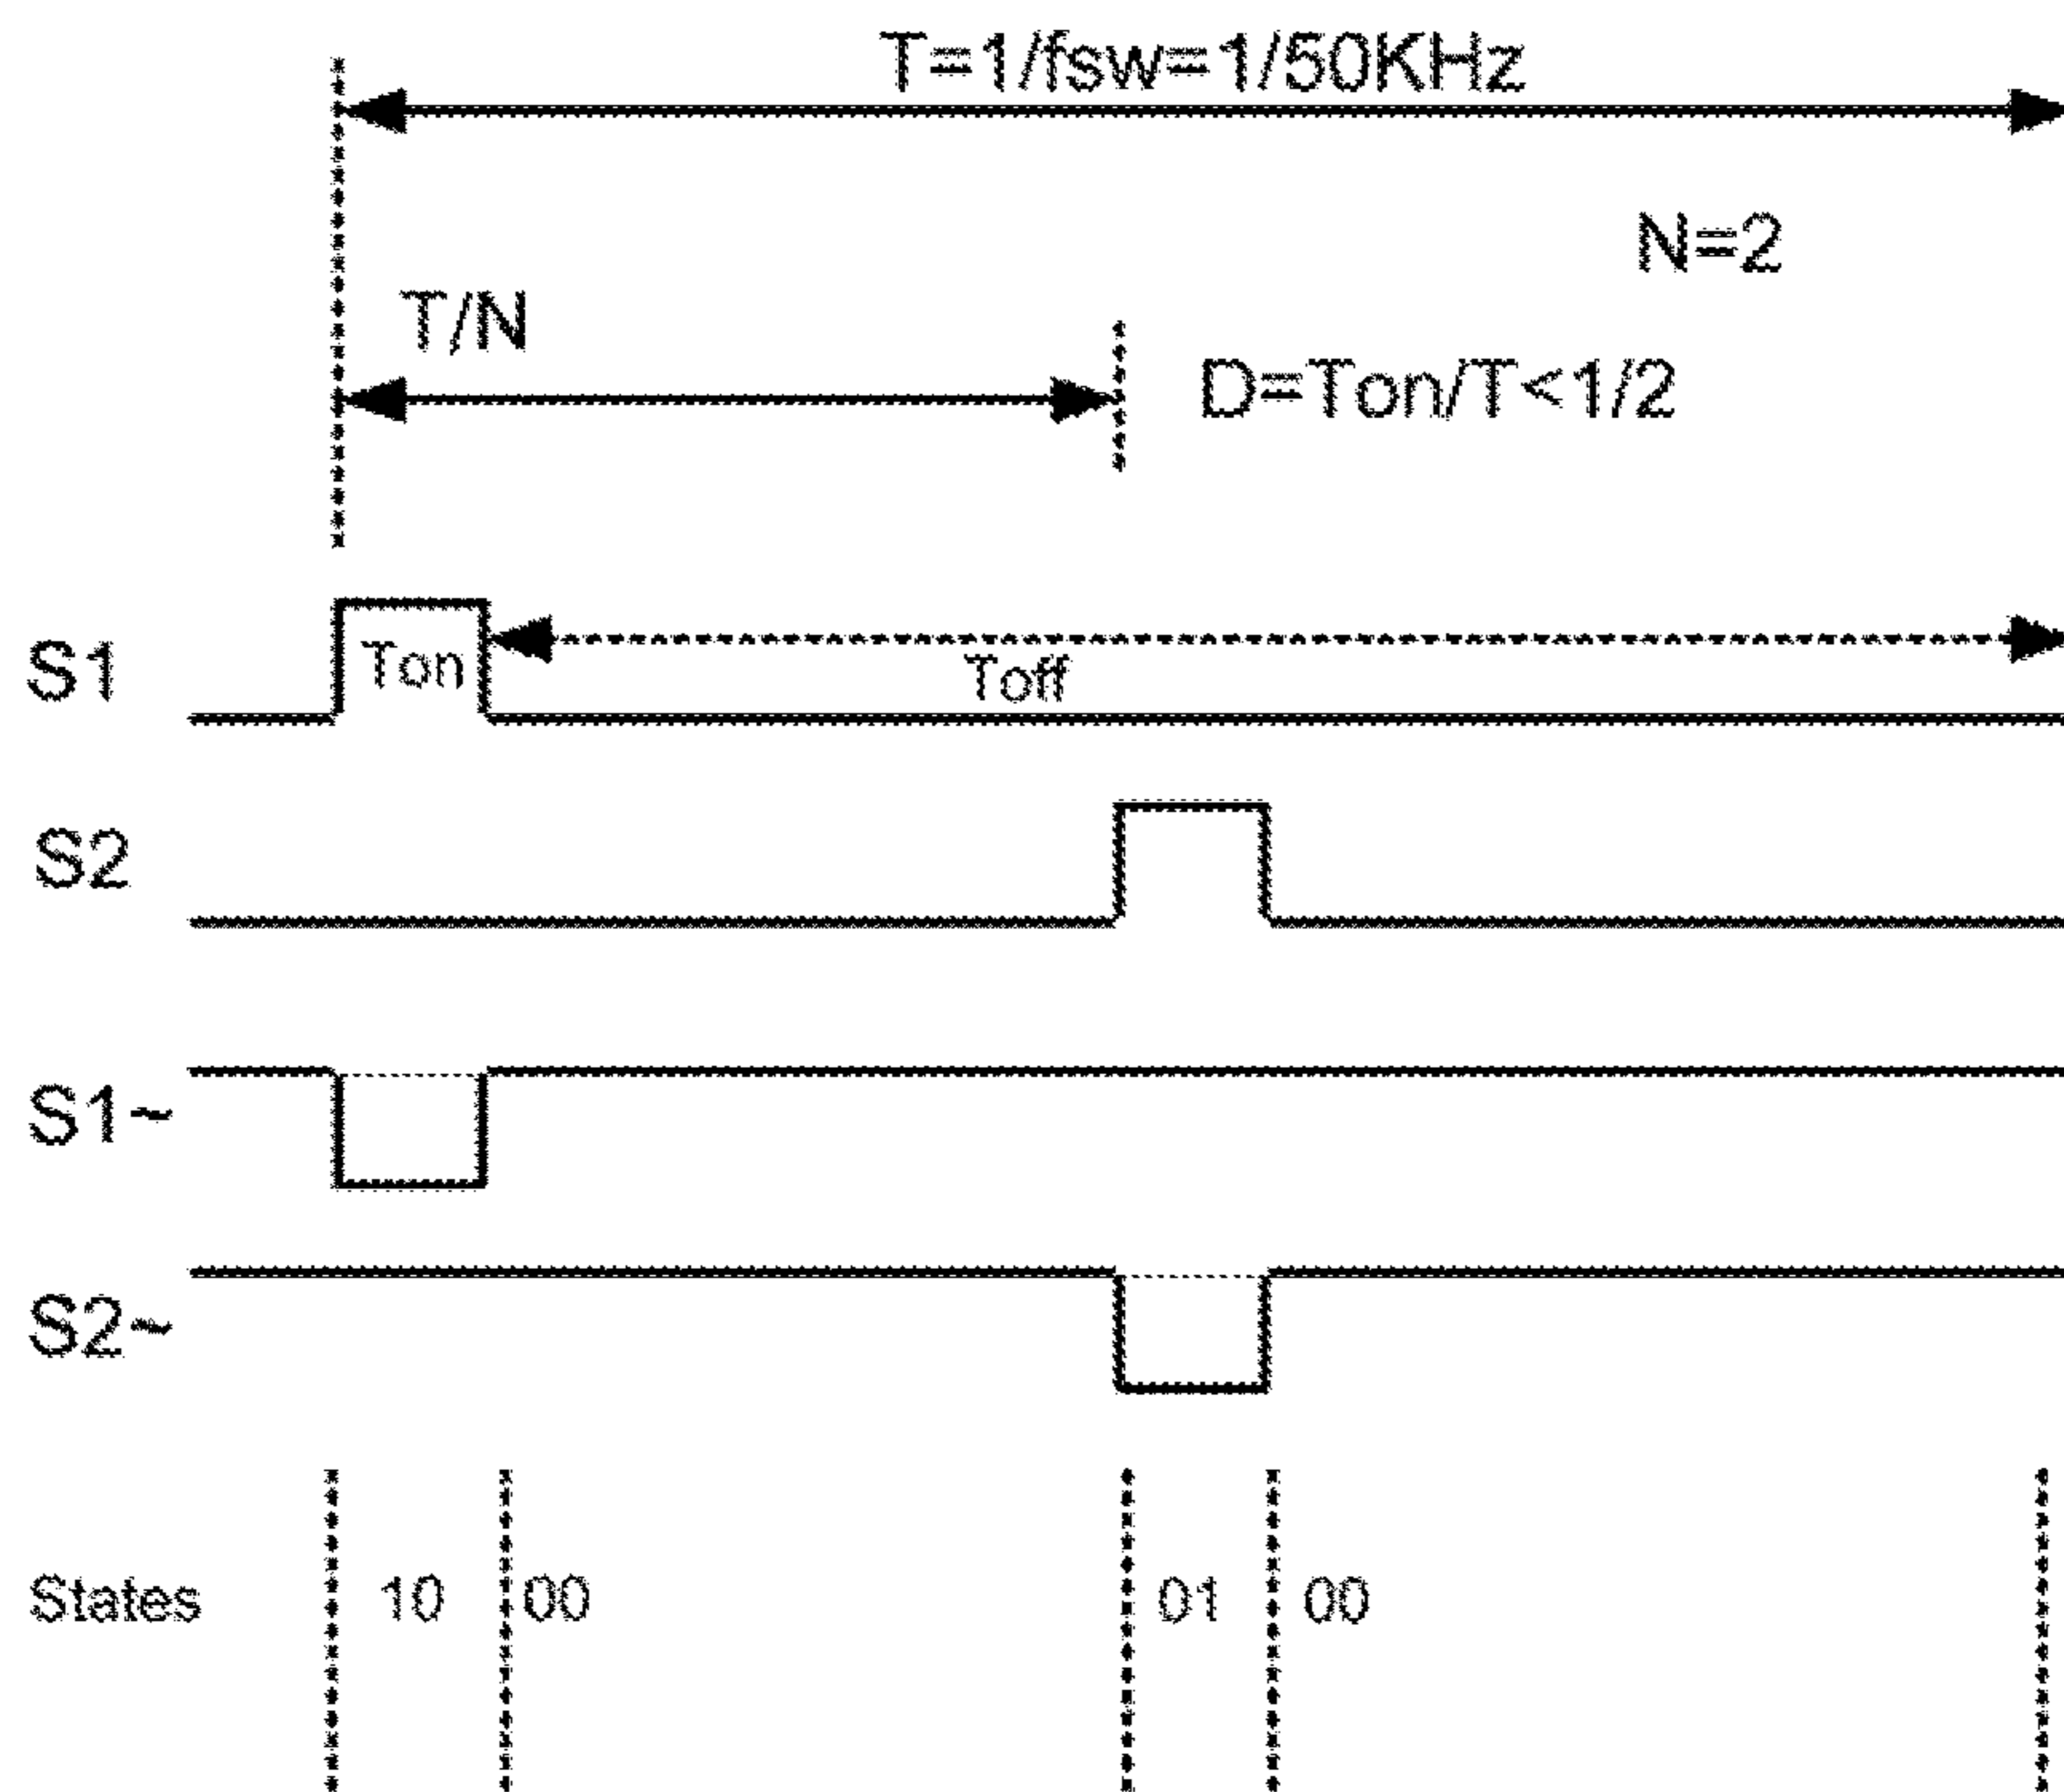 T=1/fsw=1/50KHz
N=2
T/N
D=Ton/T<1/2
S1
Ton
Toff
S2
S1~
S2~
States 10 00 01 00